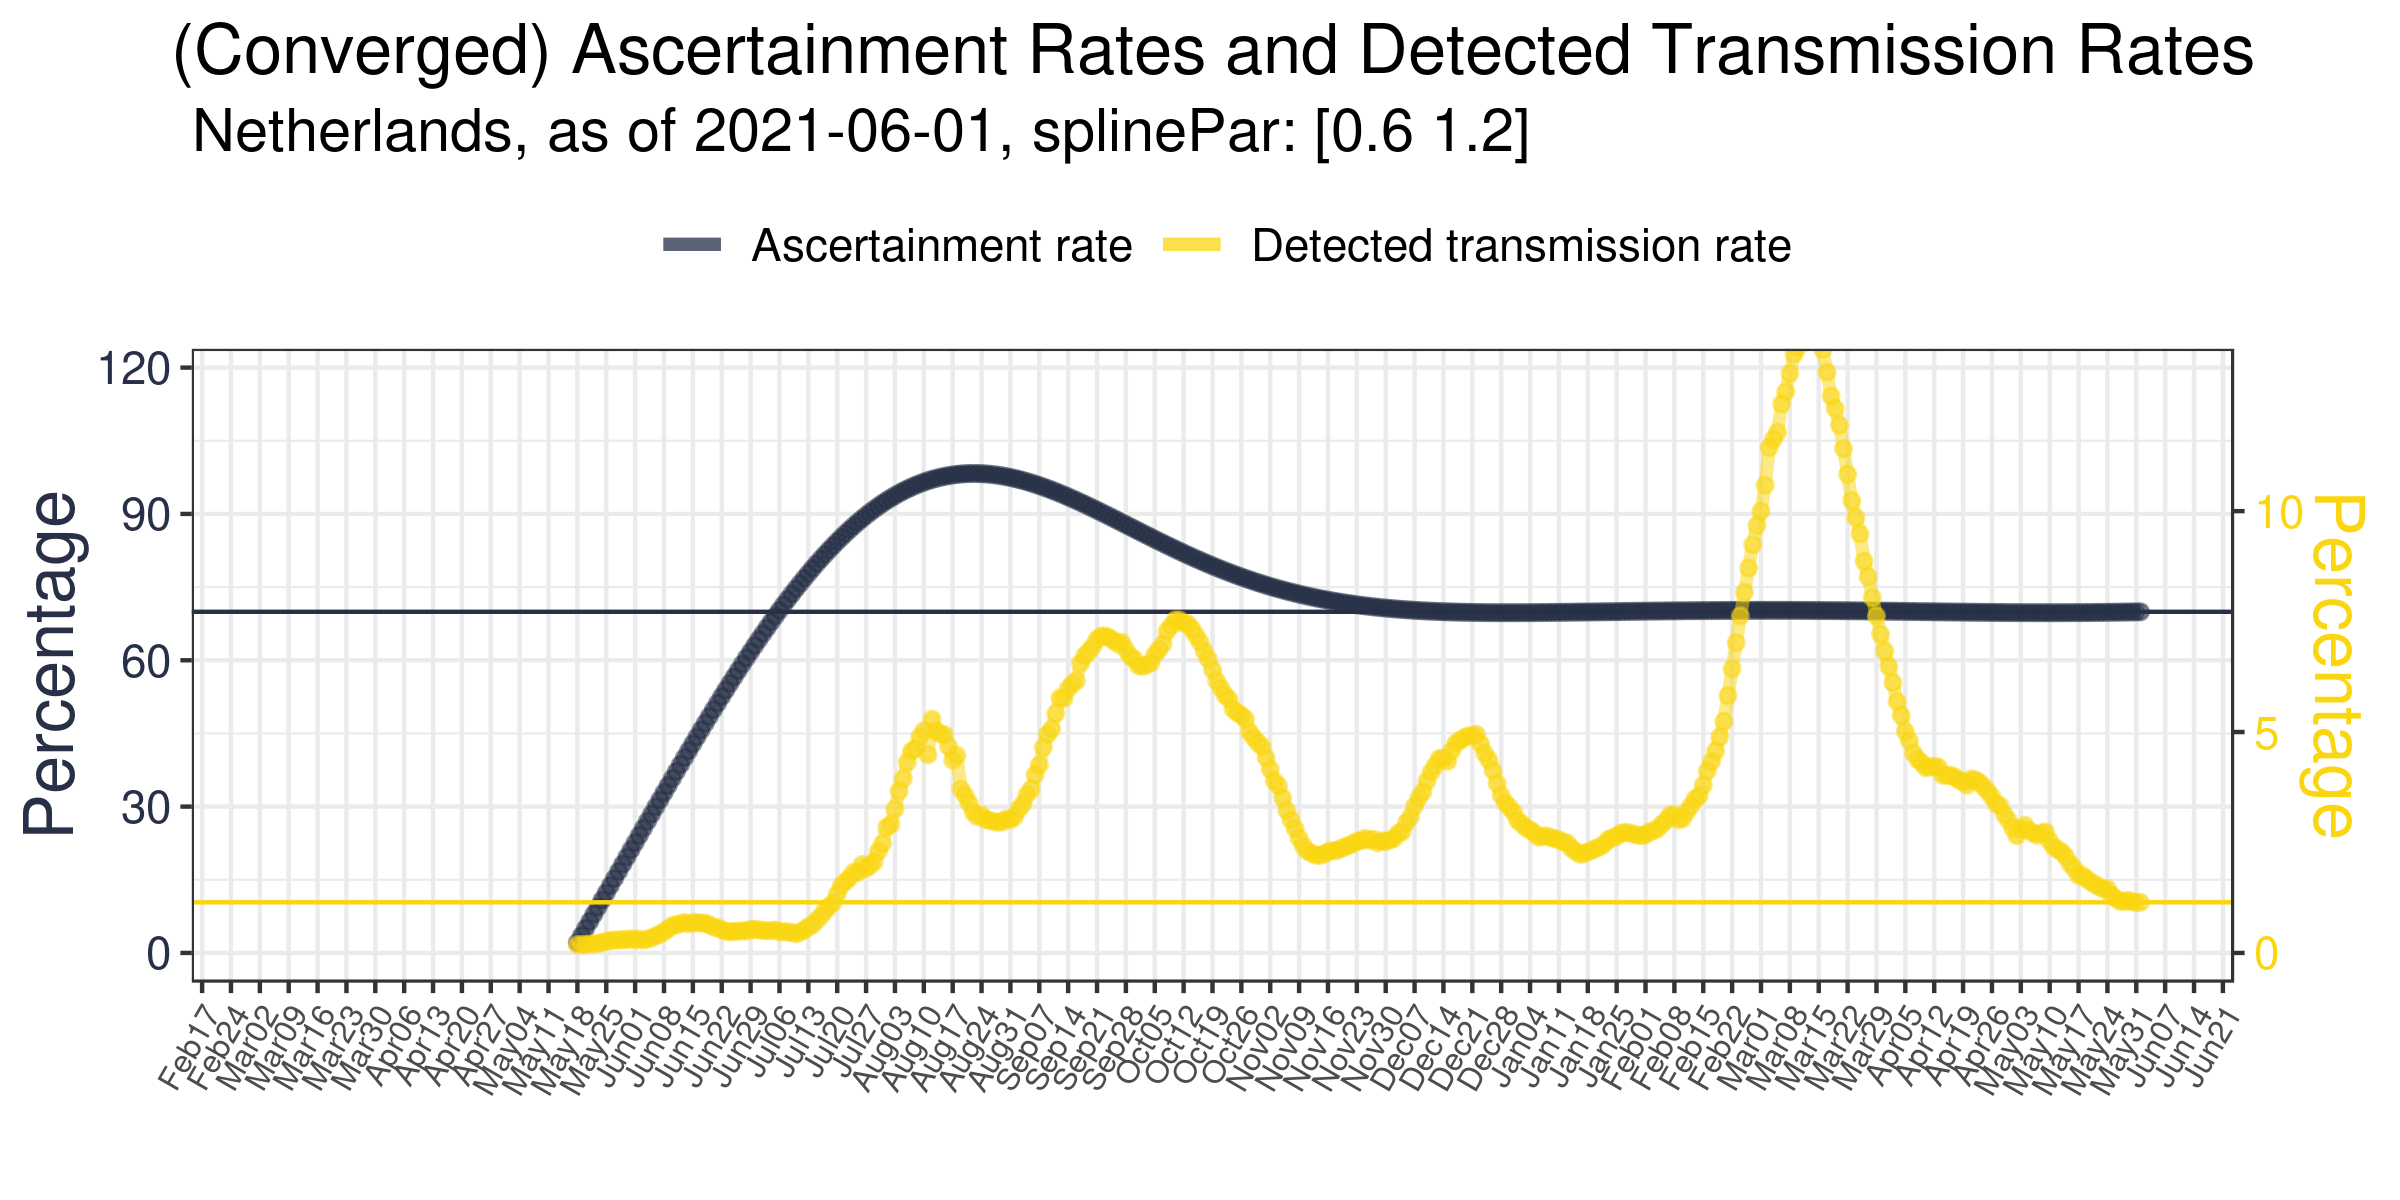 (Converged) Ascertainment Rates and Detected Transmission Rates
Netherlands, as of 2021-06-01, splinePar: [0.6 1.2]
Ascertainment rate
Detected transmission rate
Percentage
120
90
60
30
0
10
5
0
Percentage
Feb17
Feb24
Mar02
Mar09
Mar16
Mar23
Mar30
Apr06
Apr13
Apr20
Apr27
May04
May11
May18
May25
Jun01
Jun08
Jun15
Jun22
Jun29
Jul06
Jul13
Jul20
Jul27
Aug03
Aug10
Aug17
Aug24
Aug31
Sep07
Sep14
Sep21
Sep28
Oct05
Oct12
Oct19
Oct26
Nov02
Nov09
Nov16
Nov23
Nov30
Dec07
Dec14
Dec21
Dec28
Jan04
Jan11
Jan18
Jan25
Feb01
Feb08
Feb15
Feb22
Mar01
Mar08
Mar15
Mar22
Mar29
Apr05
Apr12
Apr19
Apr26
May03
May10
May17
May24
May31
Jun07
Jun14
Jun21